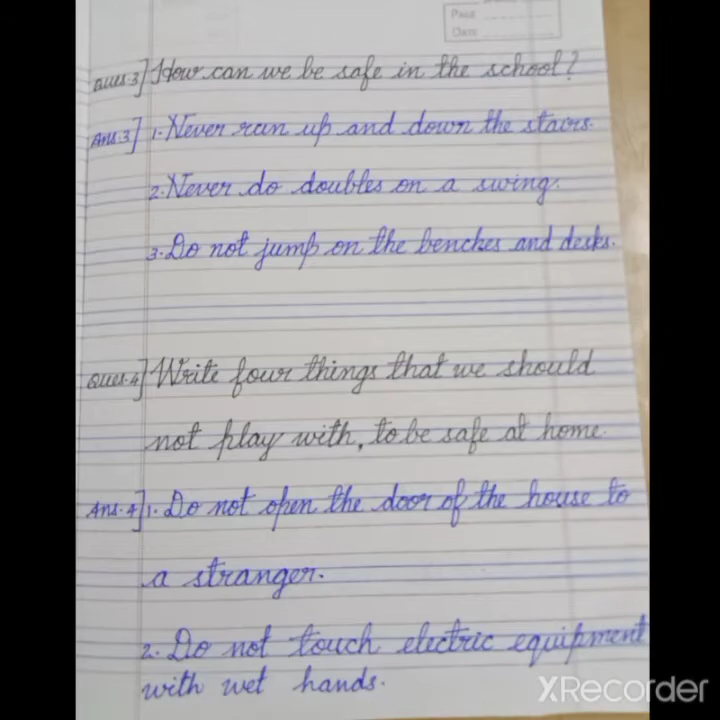 Page
Date
Ques.3] How can we be safe in the school?
Ans.3] 1. Never run up and down the stairs.
2. Never do doubles on a swing.
3. Do not jump on the benches and desks.
Ques.4] Write four things that we should
not play with, to be safe at home.
Ans.4] 1. Do not open the door of the house to
a stranger.
2. Do not touch electric equipment
with wet hands.
XRecorder